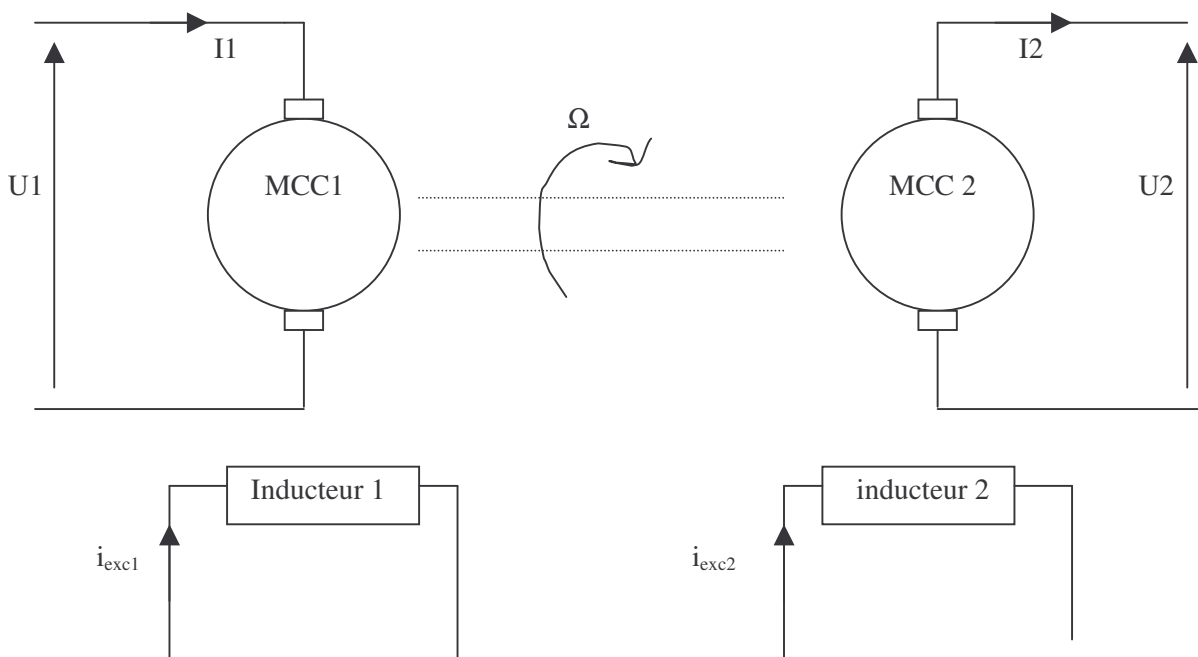 I1
I2
Ω
U1
MCC1
MCC 2
U2
Inducteur 1
inducteur 2
iexc1
iexc2